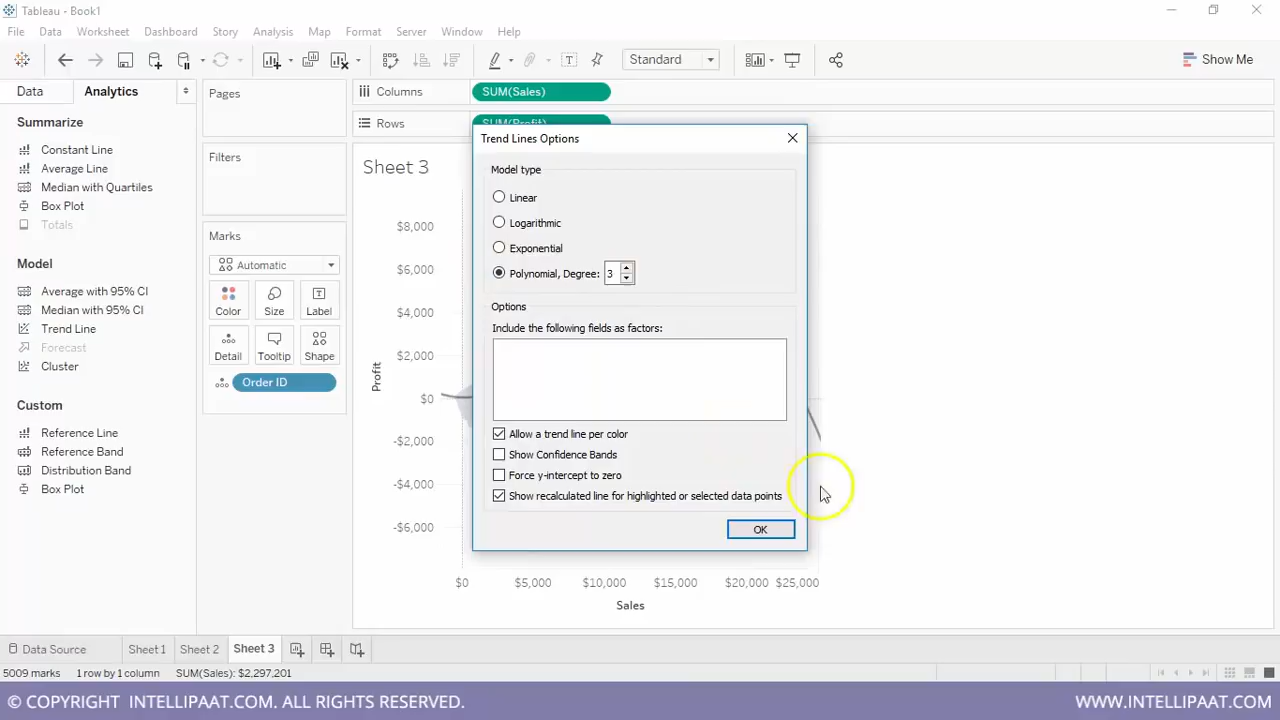 Tableau - Book1
File Data Worksheet Dashboard Story Analysis Map Format Server Window Help
Standard
Show Me
Data Analytics
Pages
Columns SUM(Sales)
Rows SUM(Profit)
Summarize
Constant Line
Average Line
Median with Quartiles
Box Plot
Totals
Model
Average with 95% CI
Median with 95% CI
Trend Line
Forecast
Cluster
Custom
Reference Line
Reference Band
Distribution Band
Box Plot
Filters
Marks
Automatic
Color Size Label
Detail Tooltip Shape
Order ID
Sheet 3
$8,000
$6,000
$4,000
$2,000
$0
-$2,000
-$4,000
-$6,000
Profit
Trend Lines Options
Model type
Linear
Logarithmic
Exponential
Polynomial, Degree: 3
Options
Include the following fields as factors:
Allow a trend line per color
Show Confidence Bands
Force y-intercept to zero
Show recalculated line for highlighted or selected data points
OK
$0 $5,000 $10,000 $15,000 $20,000 $25,000
Sales
Data Source Sheet 1 Sheet 2 Sheet 3
5009 marks 1 row by 1 column SUM(Sales): $2,297,201
© COPYRIGHT INTELLIPAAT.COM. ALL RIGHTS RESERVED. WWW.INTELLIPAAT.COM